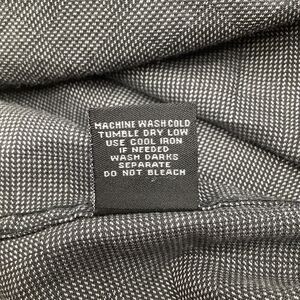 MACHINE WASH COLD
TUMBLE DRY LOW
USE COOL IRON
IF NEEDED
WASH DARKS
SEPARATE
DO NOT BLEACH